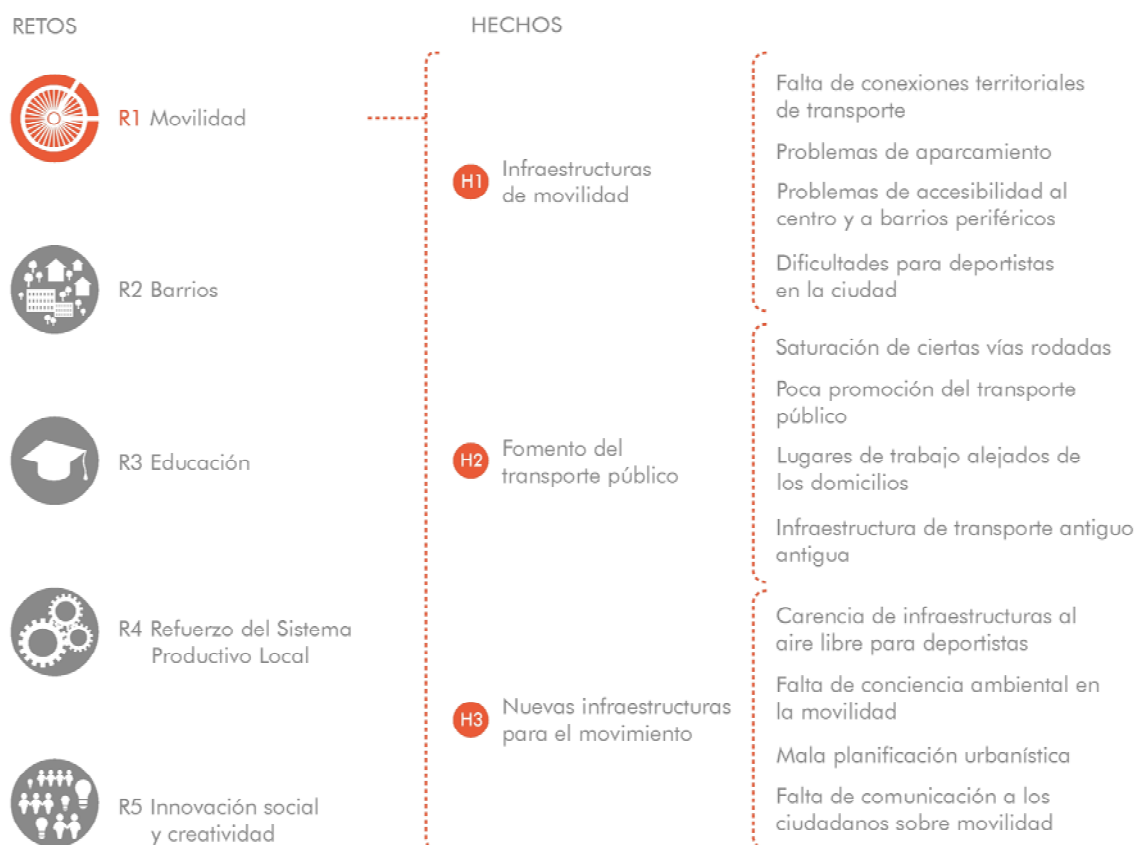 RETOS
HECHOS
R1 Movilidad
R2 Barrios
R3 Educación
R4 Refuerzo del Sistema
Productivo Local
R5 Innovación social
y creatividad
H1 Infraestructuras
de movilidad
H2 Fomento del
transporte público
H3 Nuevas infraestructuras
para el movimiento
Falta de conexiones territoriales
de transporte
Problemas de aparcamiento
Problemas de accesibilidad al
centro y a barrios periféricos
Dificultades para deportistas
en la ciudad
Saturación de ciertas vías rodadas
Poca promoción del transporte
público
Lugares de trabajo alejados de
los domicilios
Infraestructura de transporte antiguo
antigua
Carencia de infraestructuras al
aire libre para deportistas
Falta de conciencia ambiental en
la movilidad
Mala planificación urbanística
Falta de comunicación a los
ciudadanos sobre movilidad